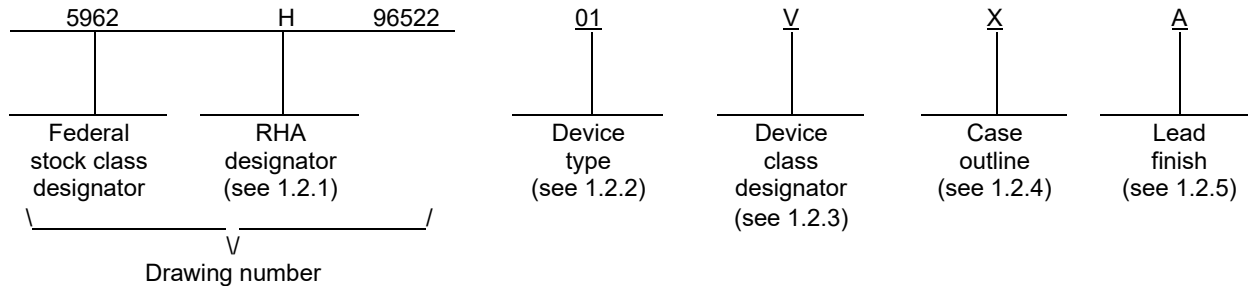 5962 H 96522 01 V X A
Federal stock class designator
RHA designator (see 1.2.1)
Device type (see 1.2.2)
Device class designator (see 1.2.3)
Case outline (see 1.2.4)
Lead finish (see 1.2.5)
\ /
\/
Drawing number